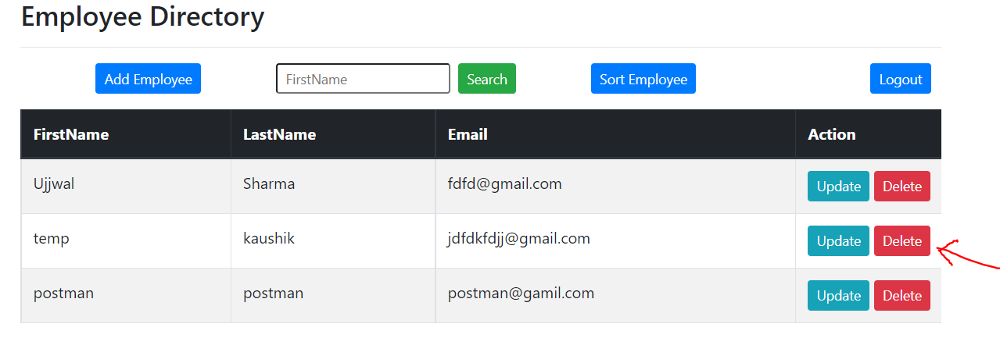 Employee Directory
Add Employee FirstName Search Sort Employee Logout
FirstName LastName Email Action
Ujjwal Sharma fdfd@gmail.com Update Delete
temp kaushik jdfdkfdjj@gmail.com Update Delete
postman postman postman@gamil.com Update Delete